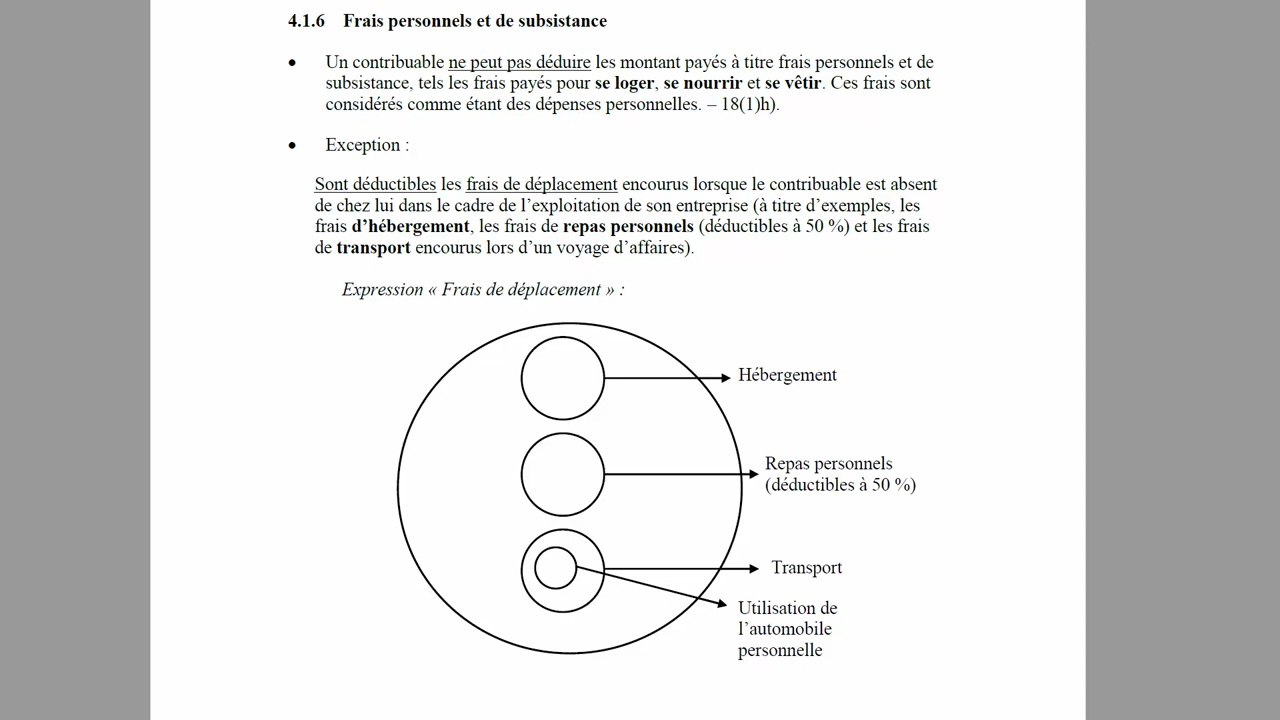 4.1.6 Frais personnels et de subsistance
• Un contribuable ne peut pas déduire les montant payés à titre frais personnels et de
subsistance, tels les frais payés pour se loger, se nourrir et se vêtir. Ces frais sont
considérés comme étant des dépenses personnelles. – 18(1)h).
• Exception :
Sont déductibles les frais de déplacement encourus lorsque le contribuable est absent
de chez lui dans le cadre de l’exploitation de son entreprise (à titre d’exemples, les
frais d’hébergement, les frais de repas personnels (déductibles à 50 %) et les frais
de transport encourus lors d’un voyage d’affaires).
Expression « Frais de déplacement » :
Hébergement
Repas personnels
(déductibles à 50 %)
Transport
Utilisation de
l’automobile
personnelle